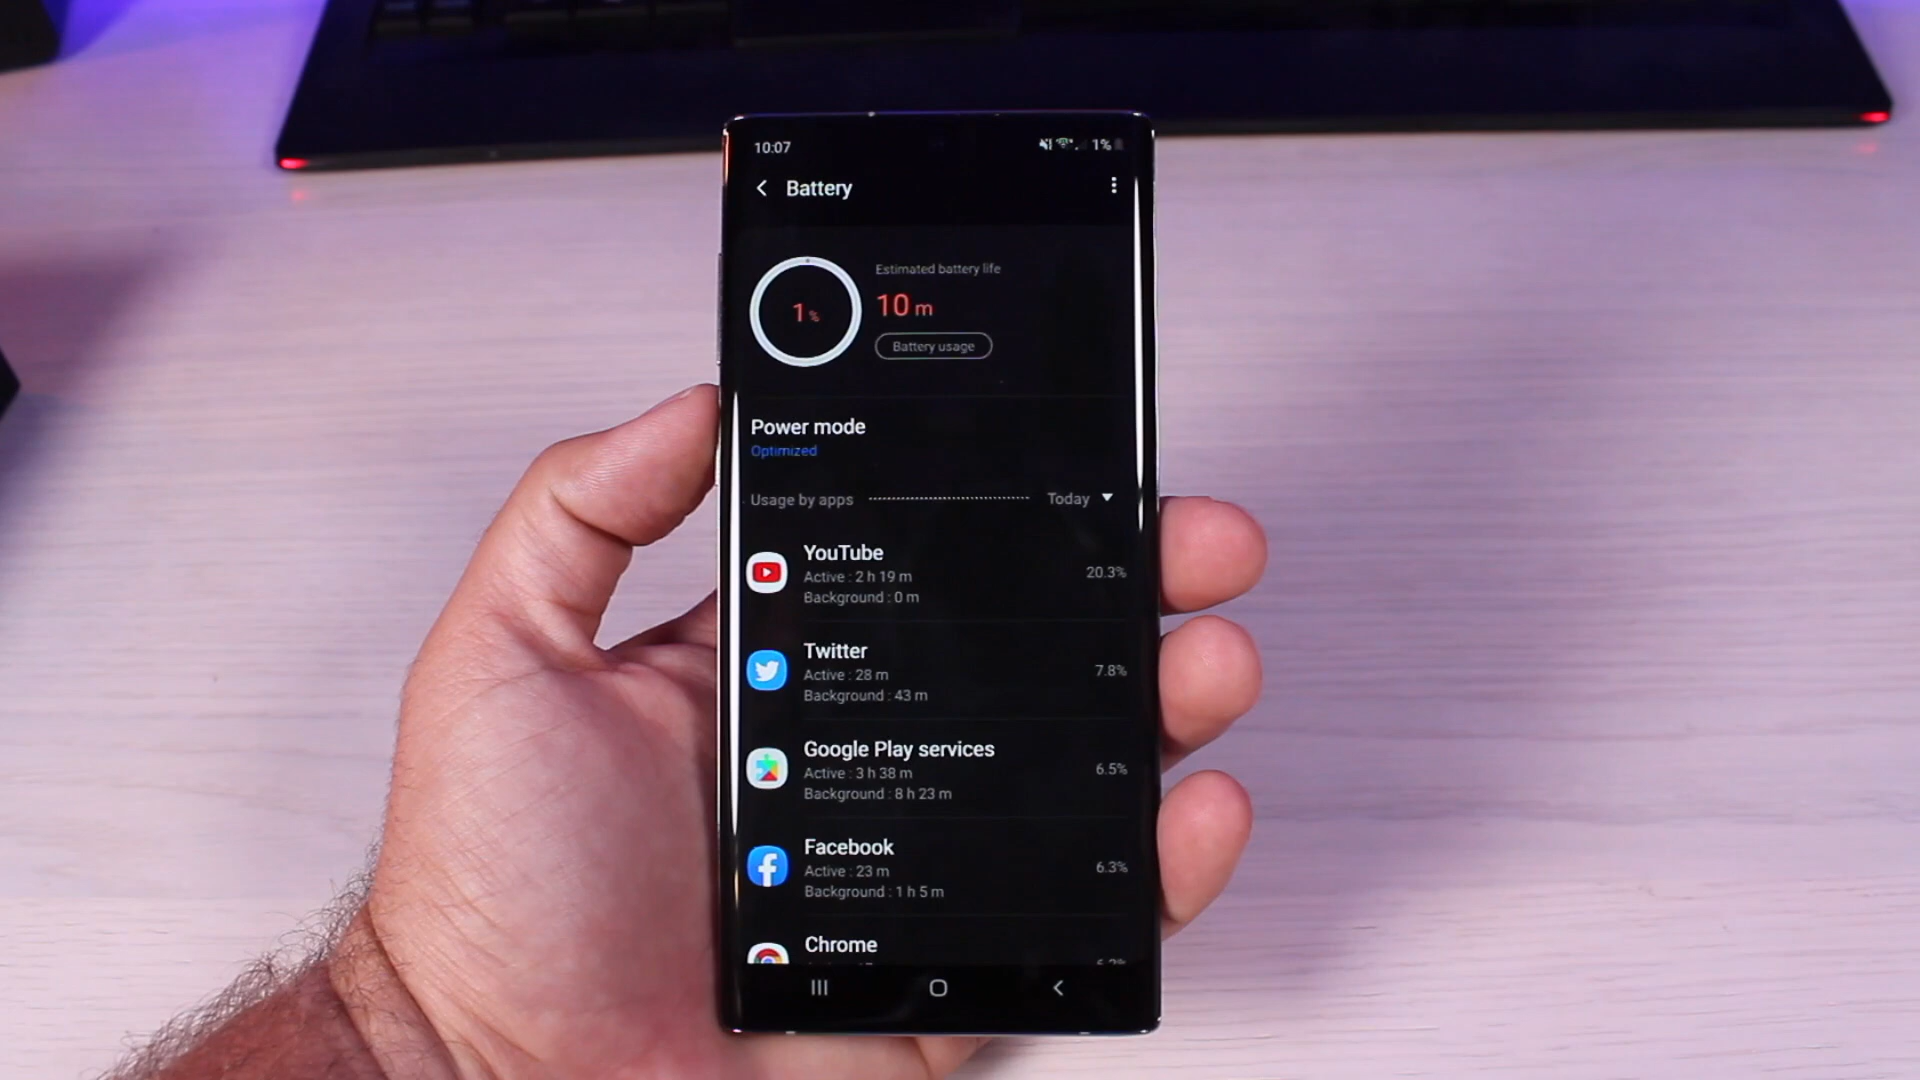 10:07 1%
Battery
1 %
Estimated battery life
10 m
Battery usage
Power mode
Optimized
Usage by apps Today
YouTube
Active : 2 h 19 m
Background : 0 m
20.3%
Twitter
Active : 28 m
Background : 43 m
7.8%
Google Play services
Active : 3 h 38 m
Background : 8 h 23 m
6.5%
Facebook
Active : 23 m
Background : 1 h 5 m
6.3%
Chrome